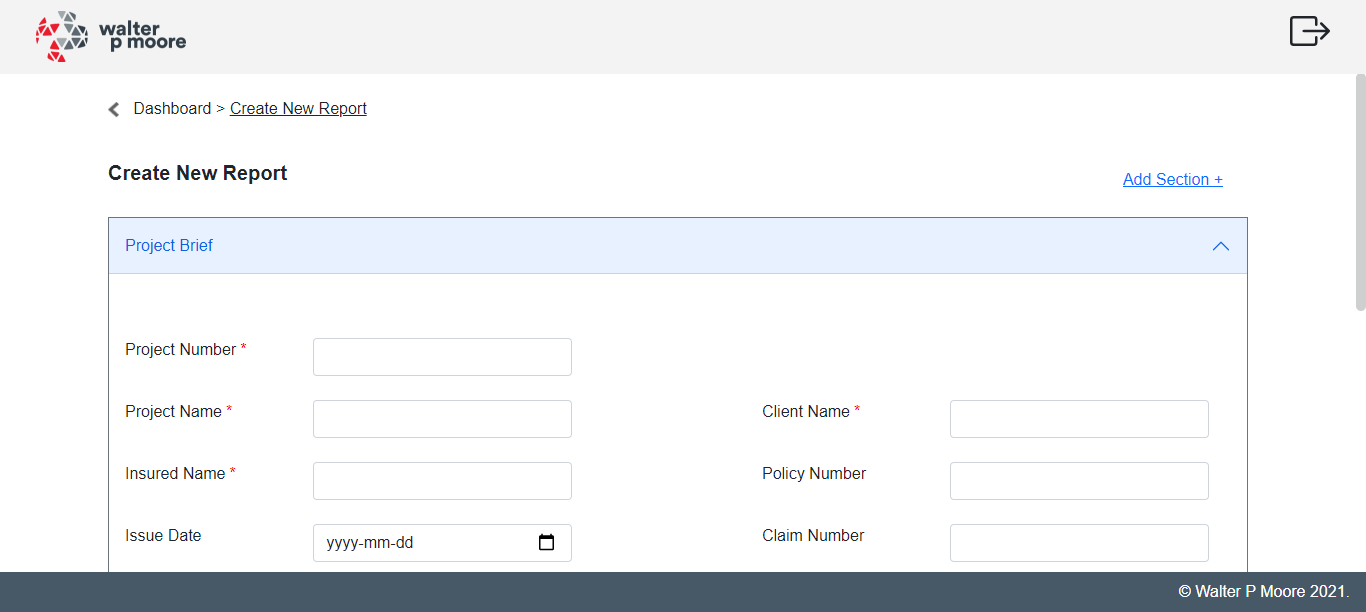 walter
p moore
Dashboard > Create New Report
Create New Report
Add Section +
Project Brief
Project Number *
Project Name *
Client Name *
Insured Name *
Policy Number
Issue Date
yyyy-mm-dd
Claim Number
© Walter P Moore 2021.